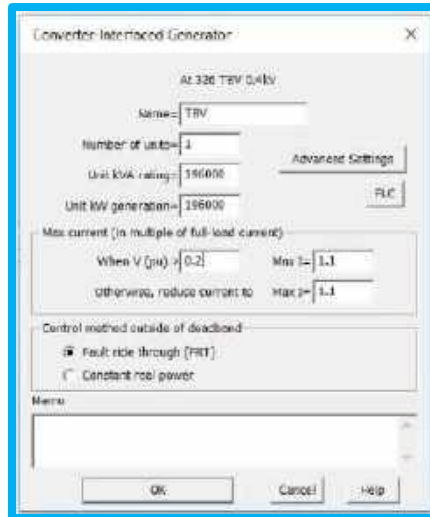 Converter-Interfaced Generator
At 326 TBV 0.4kV
Name= TBV
Number of units= 1
Unit kVA rating= 196000
Advanced Settings
FLC
Unit kW generation= 196000
Max current (in multiple of full-load current)
When V (pu) > 0.2 Max I= 1.1
Otherwise, reduce current to Max I= 1.1
Control method outside of deadband
Fault ride through (FRT)
Constant real power
Memo
OK Cancel Help